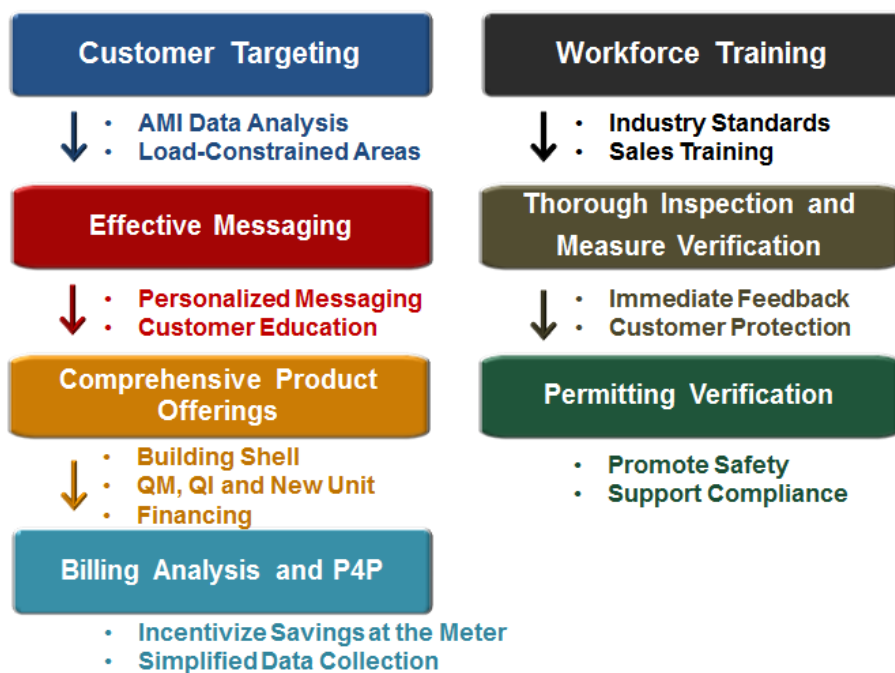 Customer Targeting
• AMI Data Analysis
• Load-Constrained Areas
Effective Messaging
• Personalized Messaging
• Customer Education
Comprehensive Product
Offerings
• Building Shell
• QM, QI and New Unit
• Financing
Billing Analysis and P4P
• Incentivize Savings at the Meter
• Simplified Data Collection
Workforce Training
• Industry Standards
• Sales Training
Thorough Inspection and
Measure Verification
• Immediate Feedback
• Customer Protection
Permitting Verification
• Promote Safety
• Support Compliance